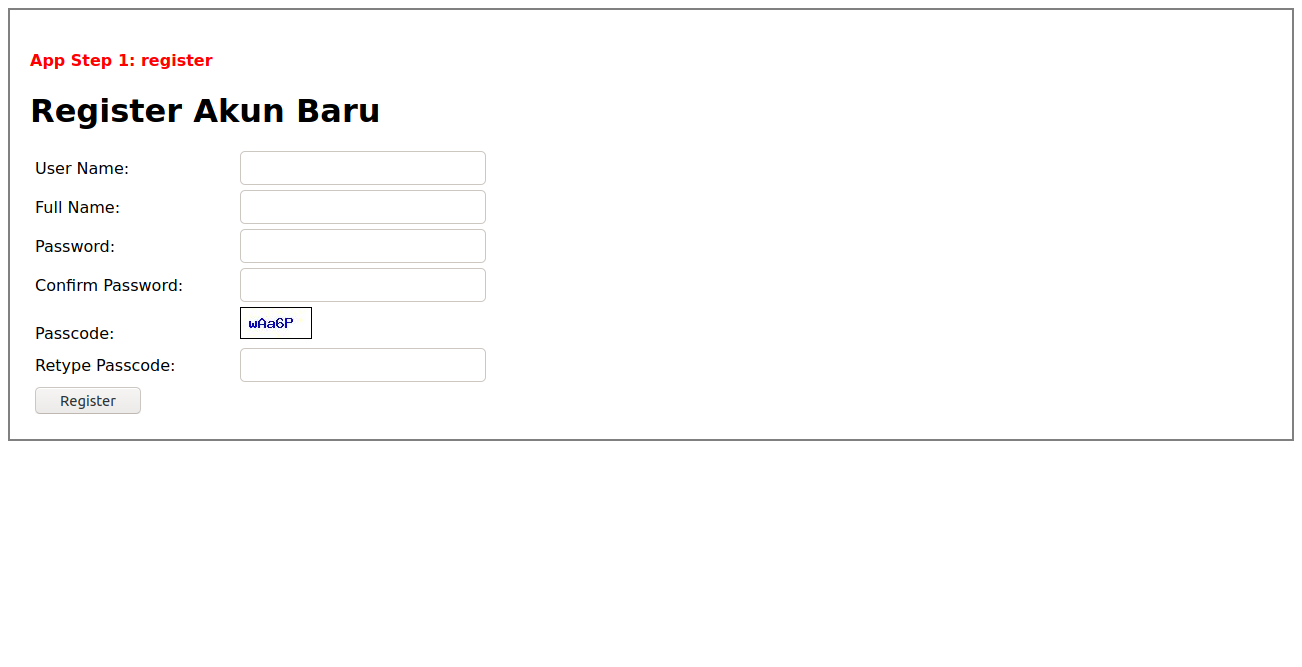 App Step 1: register
Register Akun Baru
User Name:
Full Name:
Password:
Confirm Password:
Passcode: wAa6P
Retype Passcode:
Register